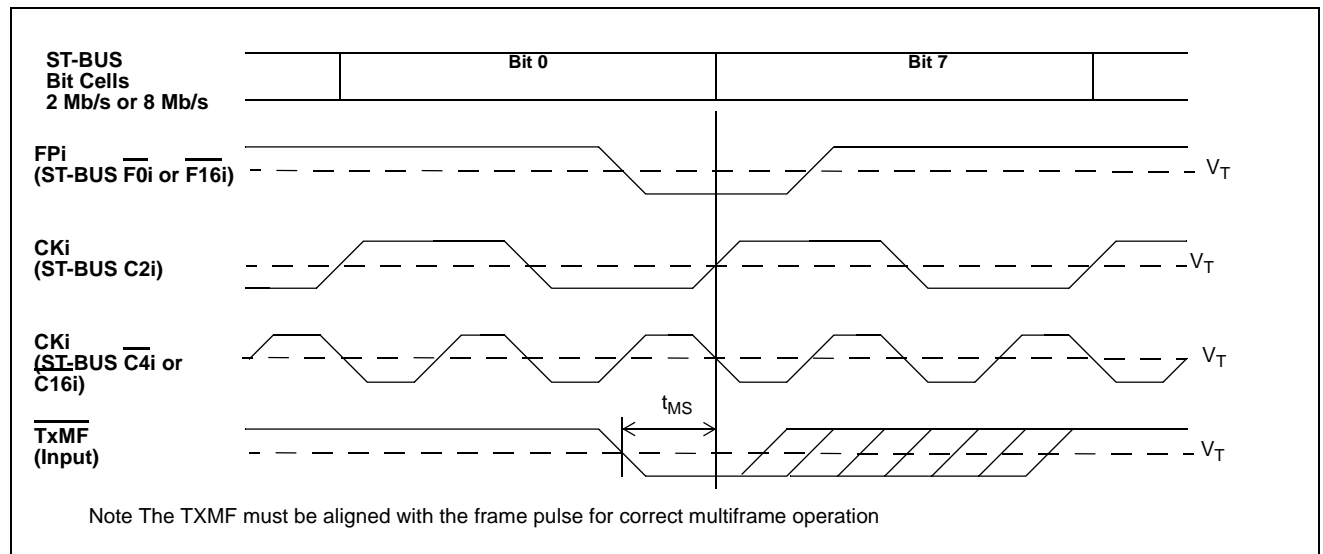 ST-BUS
Bit Cells
2 Mb/s or 8 Mb/s
Bit 0
Bit 7
FPi
(ST-BUS F0i or F16i)
VT
CKi
(ST-BUS C2i)
VT
CKi
(ST-BUS C4i or
C16i)
VT
tMS
TxMF
(Input)
VT
Note The TXMF must be aligned with the frame pulse for correct multiframe operation